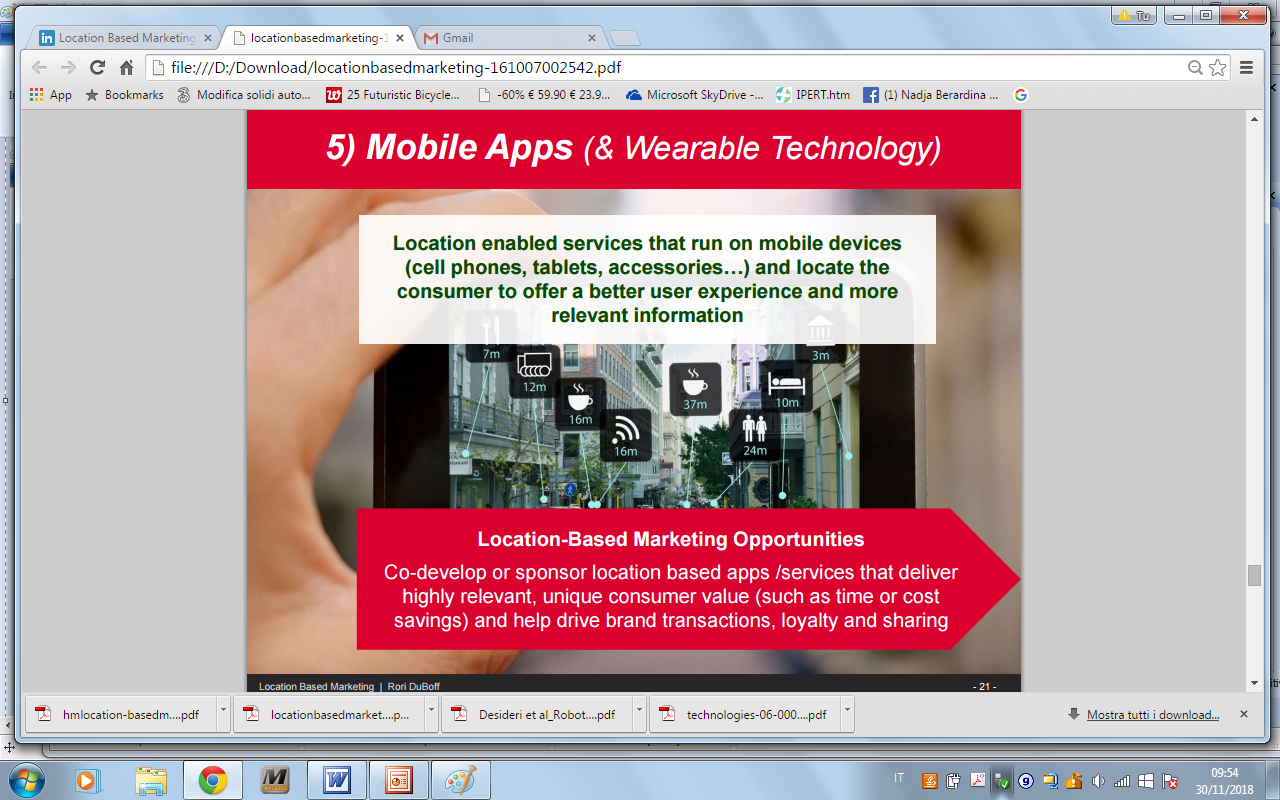 Tu
Location Based Marketing
locationbasedmarketing-1
Gmail
file:///D:/Download/locationbasedmarketing-161007002542.pdf
App
Bookmarks
Modifica solidi auto...
25 Futuristic Bicycle...
-60% € 59.90 € 23.9...
Microsoft SkyDrive -...
IPERT.htm
(1) Nadja Berardina ...
5) Mobile Apps (& Wearable Technology)
Location enabled services that run on mobile devices
(cell phones, tablets, accessories…) and locate the
consumer to offer a better user experience and more
relevant information
7m
12m
16m
16m
37m
24m
10m
3m
Location-Based Marketing Opportunities
Co-develop or sponsor location based apps /services that deliver
highly relevant, unique consumer value (such as time or cost
savings) and help drive brand transactions, loyalty and sharing
Location Based Marketing | Rori DuBoff
- 21 -
hmlocation-basedm....pdf
locationbasedmarket....p...
Desideri et al_Robot....pdf
technologies-06-000....pdf
Mostra tutti i download...
IT
09:54
30/11/2018